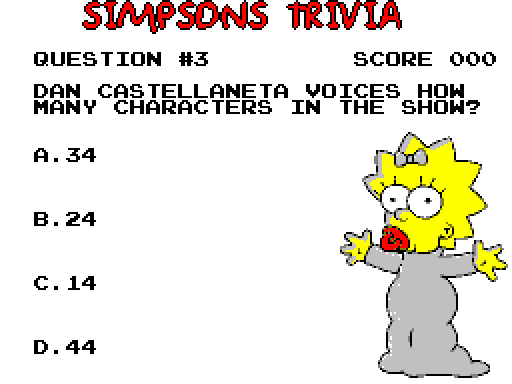 SIMPSONS TRIVIA
QUESTION #3 SCORE 000
DAN CASTELLANETA VOICES HOW
MANY CHARACTERS IN THE SHOW?
A.34
B.24
C.14
D.44